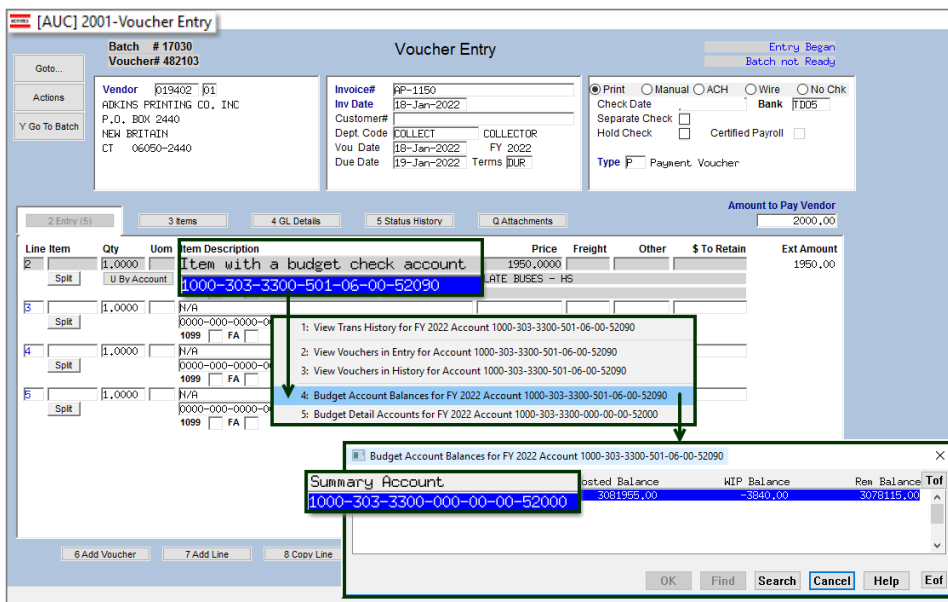 [AUC] 2001-Voucher Entry
Batch # 17030
Voucher# 482103
Voucher Entry
Entry Began
Batch not Ready
Goto...
Actions
Y Go To Batch
Vendor 019402 01
ADKINS PRINTING CO. INC
P.O. BOX 2440
NEW BRITAIN
CT 06050-2440
Invoice# AP-1150
Inv Date 18-Jan-2022
Customer#
Dept. Code COLLECT COLLECTOR
Vou Date 18-Jan-2022 FY 2022
Due Date 19-Jan-2022 Terms DUR
Print Manual ACH Wire No Chk
Check Date Bank TD05
Separate Check
Hold Check Certified Payroll
Type P Payment Voucher
Amount to Pay Vendor
2000.00
2 Entry (5) 3 Items 4 GL Details 5 Status History Q Attachments
Line Item Qty Uom Item Description Price Freight Other $ To Retain Ext Amount
2 1.0000 Item with a budget check account 1950.0000 1950.00
Split U By Account 1000-303-3300-501-06-00-52090 LATE BUSES - HS
3 1.0000 N/A
Split 0000-000-0000-0
1099 FA
4 1.0000 N/A
Split 0000-000-0000-0
1099 FA
5 1.0000 N/A
Split 0000-000-0000-0
1099 FA
1: View Trans History for FY 2022 Account 1000-303-3300-501-06-00-52090
2: View Vouchers in Entry for Account 1000-303-3300-501-06-00-52090
3: View Vouchers in History for Account 1000-303-3300-501-06-00-52090
4: Budget Account Balances for FY 2022 Account 1000-303-3300-501-06-00-52090
5: Budget Detail Accounts for FY 2022 Account 1000-303-3300-000-00-00-52000
Budget Account Balances for FY 2022 Account 1000-303-3300-501-06-00-52090
Summary Account osted Balance WIP Balance Rem Balance Tof
1000-303-3300-000-00-00-52000 3081955.00 -3840.00 3078115.00
6 Add Voucher 7 Add Line 8 Copy Line
OK Find Search Cancel Help Eof